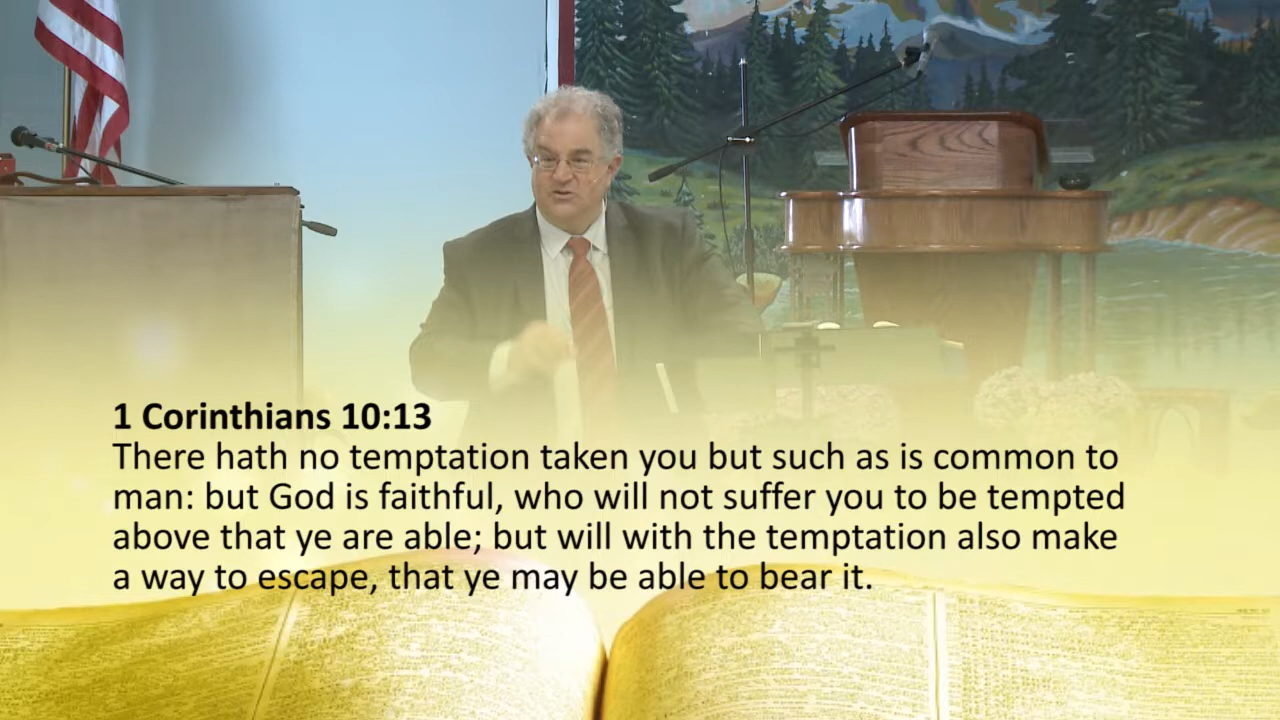 1 Corinthians 10:13
There hath no temptation taken you but such as is common to
man: but God is faithful, who will not suffer you to be tempted
above that ye are able; but will with the temptation also make
a way to escape, that ye may be able to bear it.